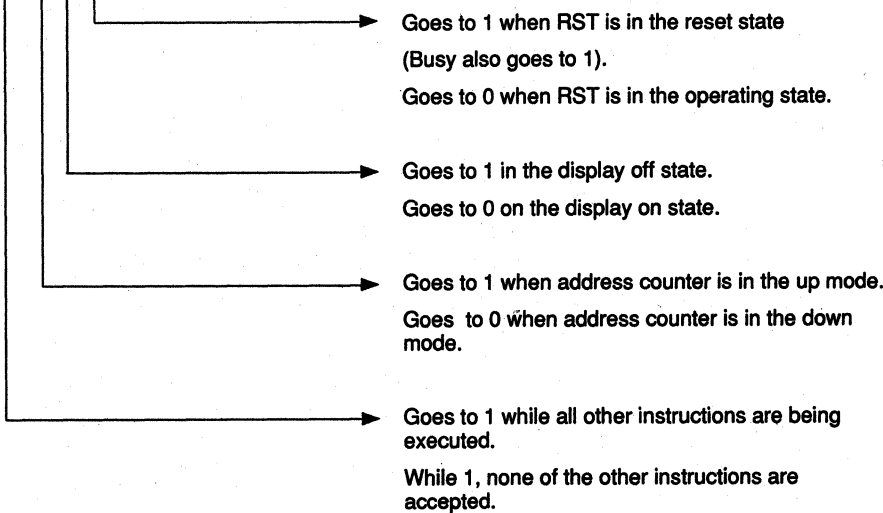 Goes to 1 when RST is in the reset state
(Busy also goes to 1).
Goes to 0 when RST is in the operating state.
Goes to 1 in the display off state.
Goes to 0 on the display on state.
Goes to 1 when address counter is in the up mode.
Goes to 0 when address counter is in the down
mode.
Goes to 1 while all other instructions are being
executed.
While 1, none of the other instructions are
accepted.